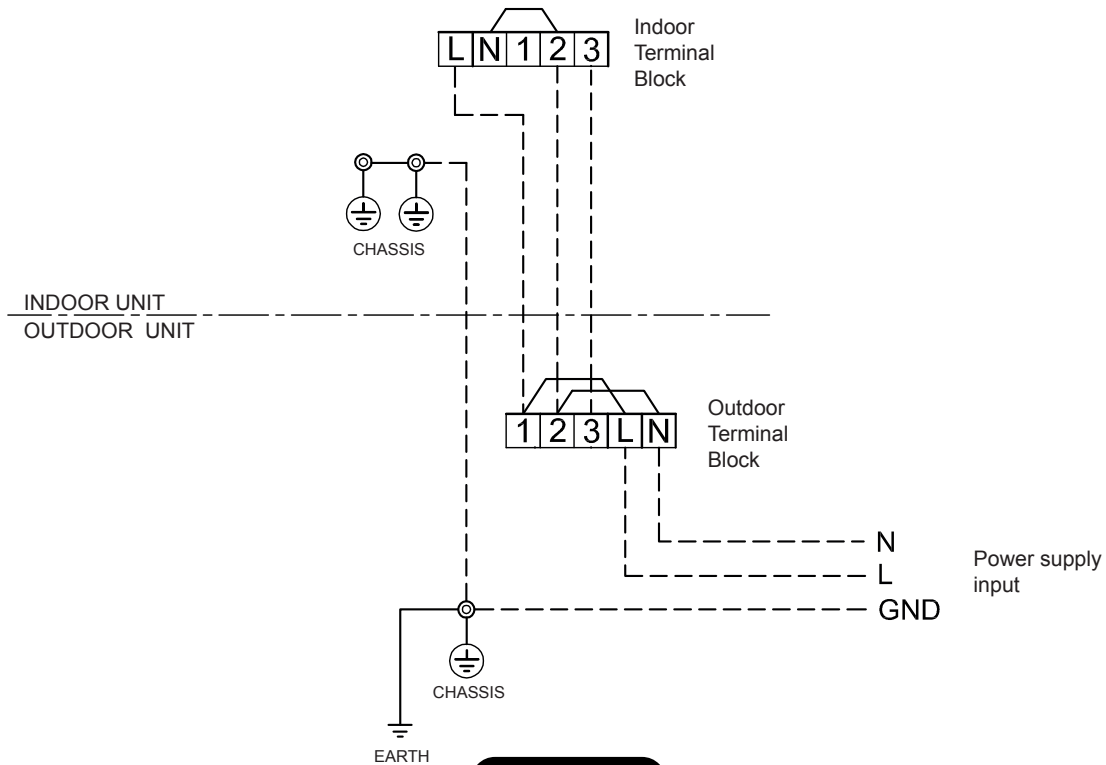 Indoor
Terminal
Block
L N 1 2 3
CHASSIS
INDOOR UNIT
OUTDOOR UNIT
Outdoor
Terminal
Block
1 2 3 L N
N
L
GND
Power supply
input
CHASSIS
EARTH